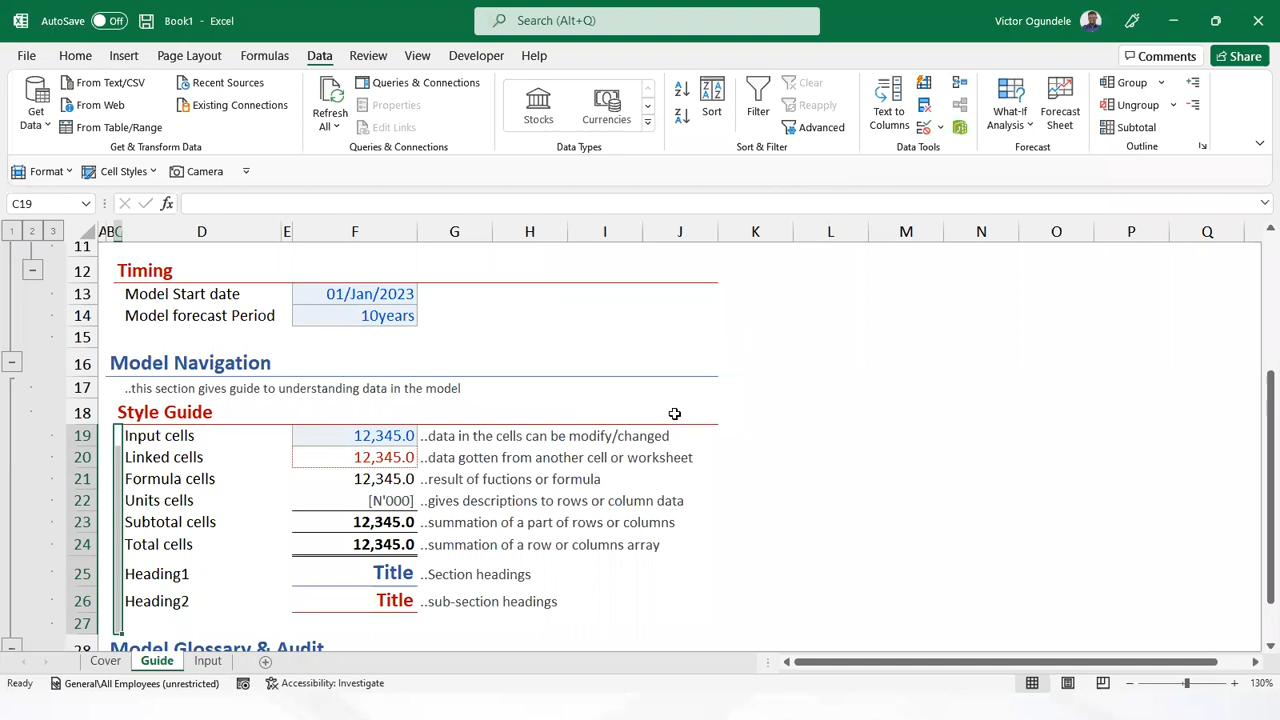 AutoSave Off Book1 - Excel Search (Alt+Q) Victor Ogundele
File Home Insert Page Layout Formulas Data Review View Developer Help Comments Share
Get Data
From Text/CSV
From Web
From Table/Range
Recent Sources
Existing Connections
Get & Transform Data
Refresh All
Queries & Connections
Properties
Edit Links
Queries & Connections
Stocks Currencies
Data Types
Sort
Filter
Clear
Reapply
Advanced
Sort & Filter
Text to Columns
Data Tools
What-If Analysis
Forecast Sheet
Forecast
Group
Ungroup
Subtotal
Outline
Format Cell Styles Camera
C19 fx
1 2 3 A B C D E F G H I J K L M N O P Q
11
12 Timing
13 Model Start date 01/Jan/2023
14 Model forecast Period 10years
15
16 Model Navigation
17 ..this section gives guide to understanding data in the model
18 Style Guide
19 Input cells 12,345.0 ..data in the cells can be modify/changed
20 Linked cells 12,345.0 ..data gotten from another cell or worksheet
21 Formula cells 12,345.0 ..result of fuctions or formula
22 Units cells [N'000] ..gives descriptions to rows or column data
23 Subtotal cells 12,345.0 ..summation of a part of rows or columns
24 Total cells 12,345.0 ..summation of a row or columns array
25 Heading1 Title ..Section headings
26 Heading2 Title ..sub-section headings
27
28 Model Glossary & Audit
Cover Guide Input
Ready General\All Employees (unrestricted) Accessibility: Investigate 130%